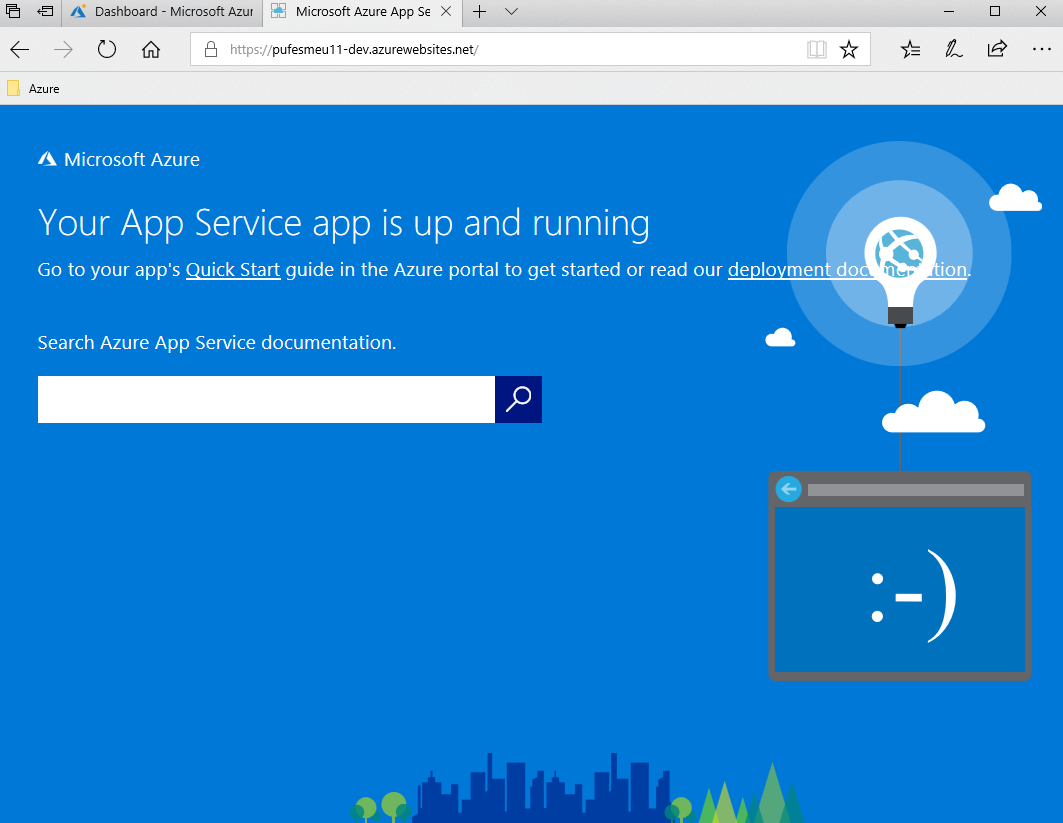 Dashboard - Microsoft Azur
Microsoft Azure App Se
https://pufesmeu11-dev.azurewebsites.net/
Azure
Microsoft Azure
Your App Service app is up and running
Go to your app's Quick Start guide in the Azure portal to get started or read our deployment documentation.
Search Azure App Service documentation.
:-)